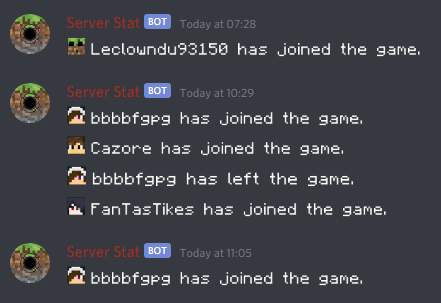 Server Stat BOT Today at 07:28
Leclowndu93150 has joined the game.
Server Stat BOT Today at 10:29
bbbbfgpg has joined the game.
Cazore has joined the game.
bbbbfgpg has left the game.
FanTasTikes has joined the game.
Server Stat BOT Today at 11:05
bbbbfgpg has joined the game.